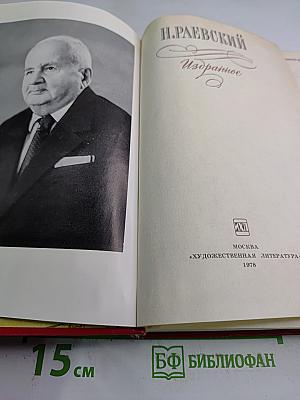 Н.РАЕВСКИЙ
Избранное
МОСКВА
«ХУДОЖЕСТВЕННАЯ ЛИТЕРАТУРА»
1978
15 см
БФ БИБЛИОФАН